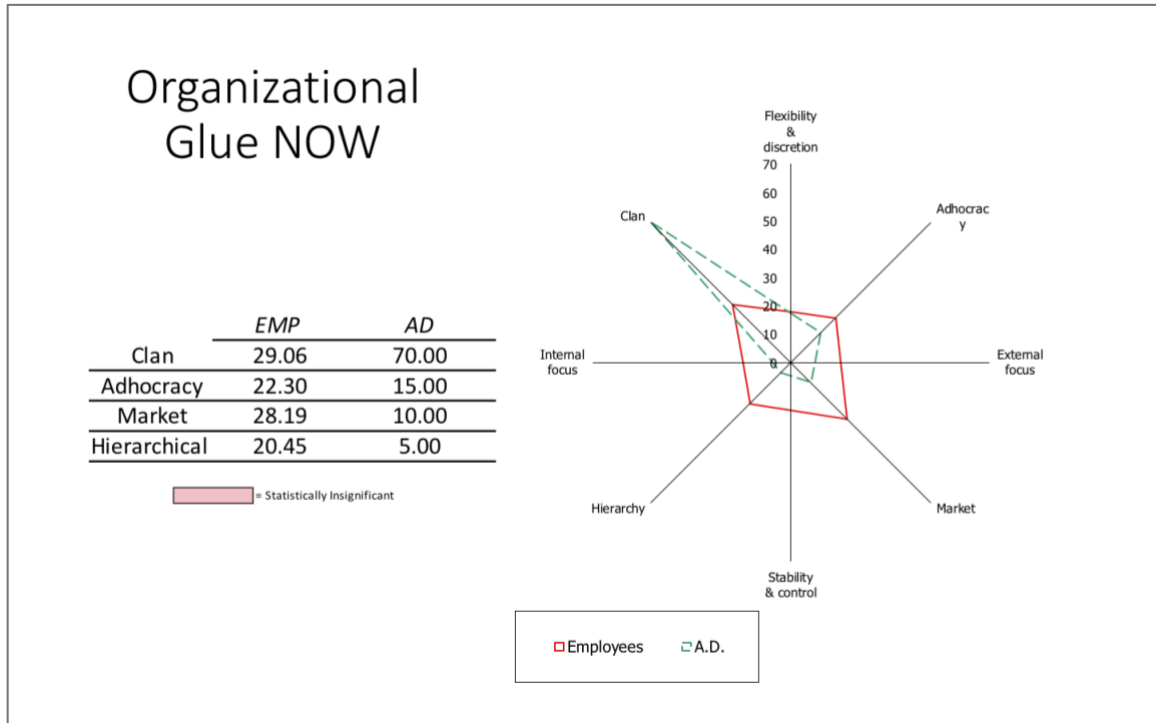 Organizational
Glue NOW
EMP AD
Clan 29.06 70.00
Adhocracy 22.30 15.00
Market 28.19 10.00
Hierarchical 20.45 5.00
= Statistically Insignificant
Flexibility
&
discretion
70
60
50
40
30
20
10
0
Clan
Adhocrac
y
Internal
focus
External
focus
Hierarchy
Market
Stability
& control
Employees A.D.